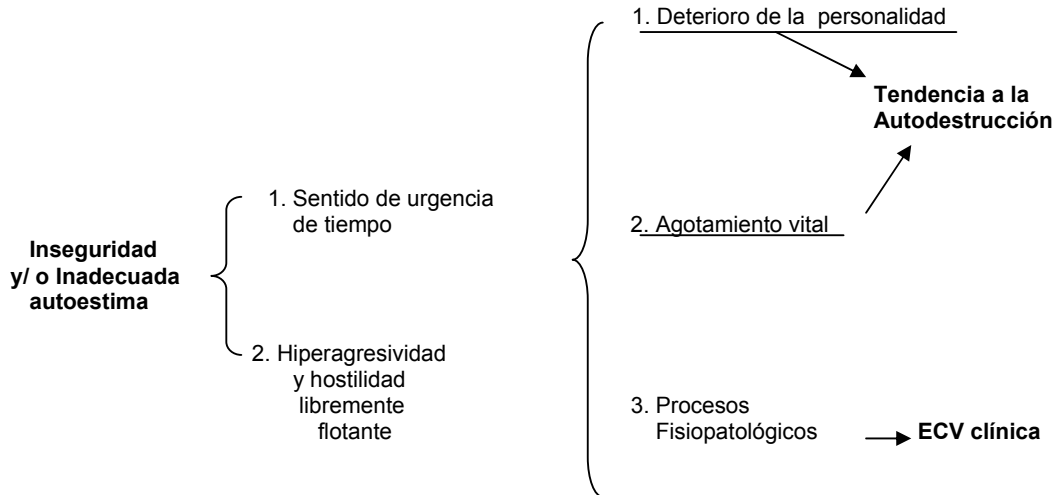 Inseguridad
y/ o Inadecuada
autoestima
1. Sentido de urgencia
de tiempo
2. Hiperagresividad
y hostilidad
libremente
flotante
1. Deterioro de la personalidad
Tendencia a la
Autodestrucción
2. Agotamiento vital
3. Procesos
Fisiopatológicos
ECV clínica